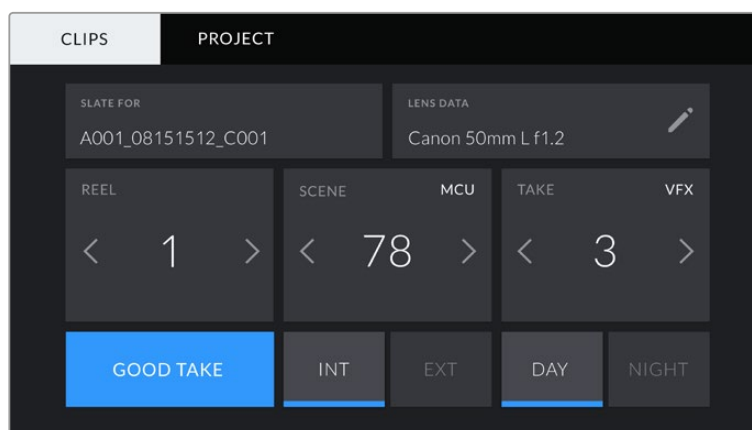 CLIPS PROJECT
SLATE FOR
A001_08151512_C001
LENS DATA
Canon 50mm L f1.2
REEL
1
SCENE MCU
78
TAKE VFX
3
GOOD TAKE
INT
EXT
DAY
NIGHT